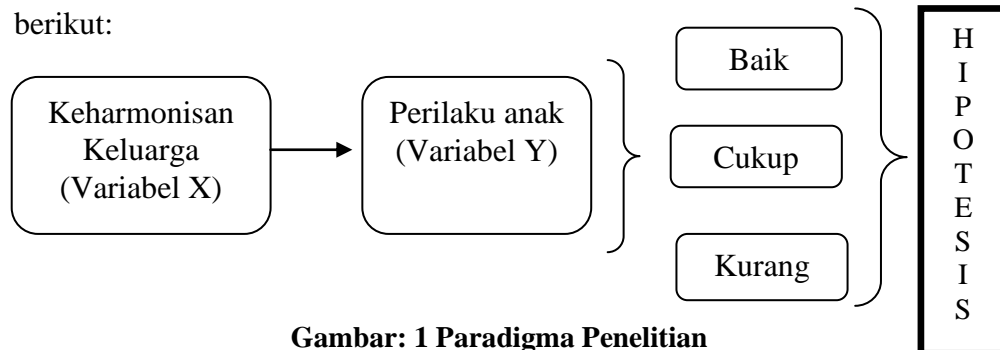 berikut:
Keharmonisan
Keluarga
(Variabel X)
Perilaku anak
(Variabel Y)
Baik
Cukup
Kurang
H
I
P
O
T
E
S
I
S
Gambar: 1 Paradigma Penelitian